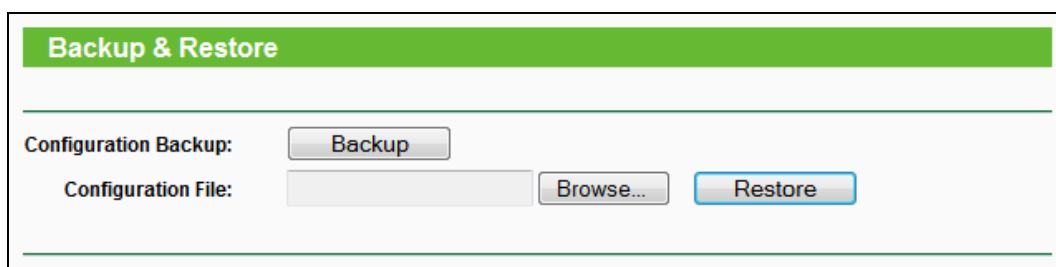 Backup & Restore
Configuration Backup: Backup
Configuration File: Browse... Restore